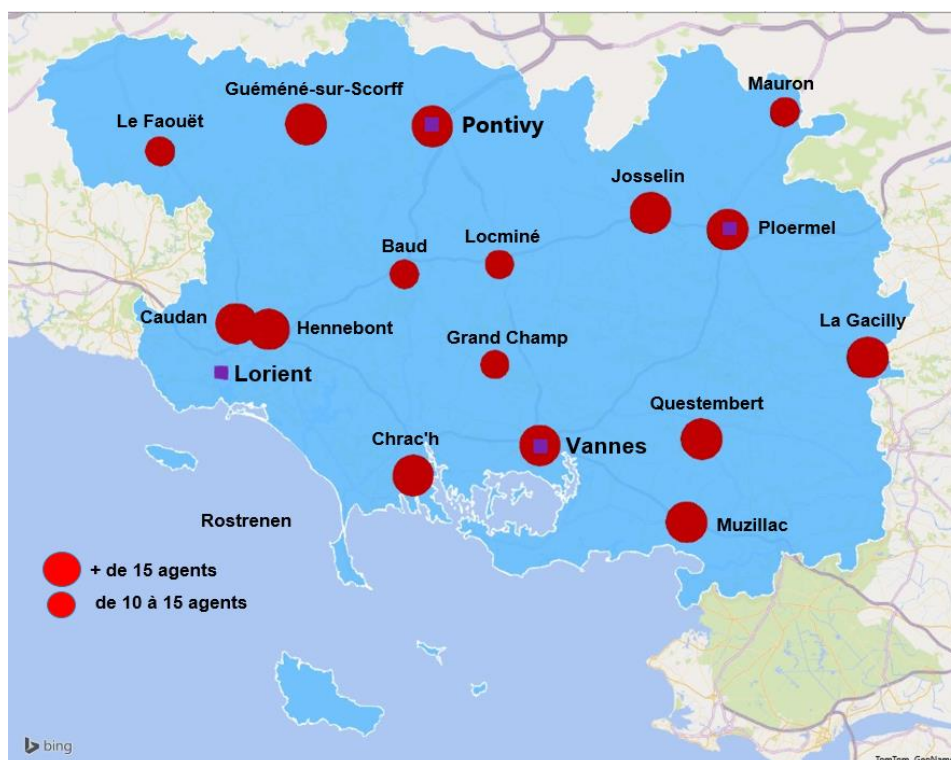 Mauron
Guéméné-sur-Scorff
Le Faouët
Pontivy
Josselin
Ploermel
Baud
Locminé
Caudan
Hennebont
La Gacilly
Grand Champ
Lorient
Questembert
Chrac'h
Vannes
Rostrenen
Muzillac
+ de 15 agents
de 10 à 15 agents
bing